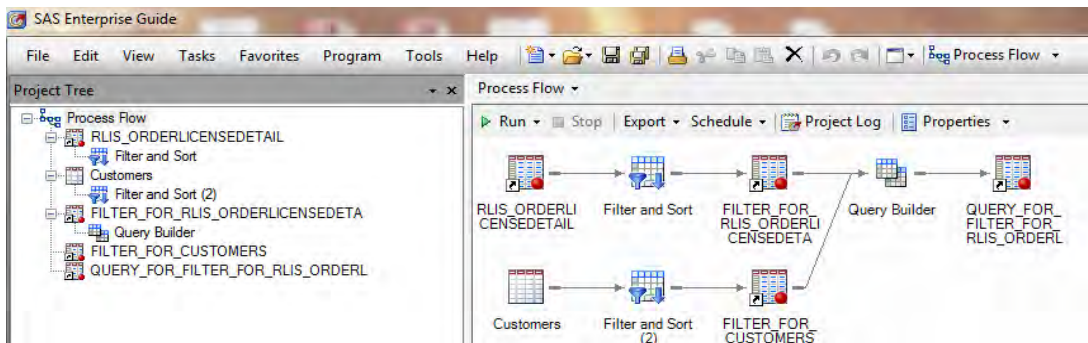 SAS Enterprise Guide
File Edit View Tasks Favorites Program Tools Help Process Flow
Project Tree
Process Flow
RLIS_ORDERLICENSEDETAIL
Filter and Sort
Customers
Filter and Sort (2)
FILTER_FOR_RLIS_ORDERLICENSEDETA
Query Builder
FILTER_FOR_CUSTOMERS
QUERY_FOR_FILTER_FOR_RLIS_ORDERL
Process Flow
Run Stop Export Schedule Project Log Properties
RLIS_ORDERLI
CENSEDETAIL
Filter and Sort
FILTER_FOR_
RLIS_ORDERLI
CENSEDETA
Query Builder
QUERY_FOR_
FILTER_FOR_
RLIS_ORDERL
Customers
Filter and Sort
(2)
FILTER_FOR_
CUSTOMERS